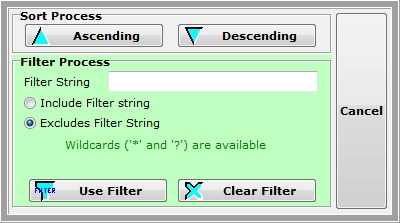 Sort Process
Ascending
Descending
Filter Process
Filter String
Include Filter string
Excludes Filter String
Wildcards ('*' and '?') are available
FILTER
Use Filter
Clear Filter
Cancel